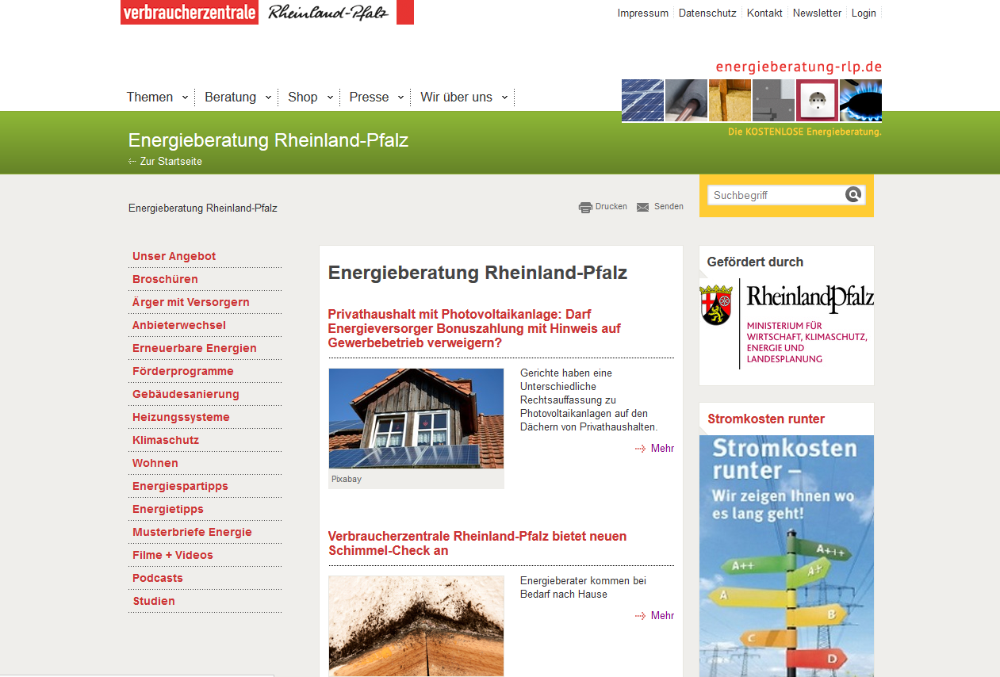 verbraucherzentrale Rheinland-Pfalz
Impressum Datenschutz Kontakt Newsletter Login
energieberatung-rlp.de
Themen Beratung Shop Presse Wir über uns
Die KOSTENLOSE Energieberatung.
Energieberatung Rheinland-Pfalz
Zur Startseite
Suchbegriff
Energieberatung Rheinland-Pfalz
Drucken Senden
Unser Angebot
Broschüren
Ärger mit Versorgern
Anbieterwechsel
Erneuerbare Energien
Förderprogramme
Gebäudesanierung
Heizungssysteme
Klimaschutz
Wohnen
Energiespartipps
Energietipps
Musterbriefe Energie
Filme + Videos
Podcasts
Studien
Energieberatung Rheinland-Pfalz
Privathaushalt mit Photovoltaikanlage: Darf
Energieversorger Bonuszahlung mit Hinweis auf
Gewerbebetrieb verweigern?
Gerichte haben eine
Unterschiedliche
Rechtsauffassung zu
Photovoltaikanlagen auf den
Dächern von Privathaushalten.
Mehr
Pixabay
Verbraucherzentrale Rheinland-Pfalz bietet neuen
Schimmel-Check an
Energieberater kommen bei
Bedarf nach Hause
Mehr
Gefördert durch
RheinlandPfalz
MINISTERIUM FÜR
WIRTSCHAFT, KLIMASCHUTZ,
ENERGIE UND
LANDESPLANUNG
Stromkosten runter
Stromkosten
runter –
Wir zeigen Ihnen wo
es lang geht!
A+++
A++
A+
A
B
C
D